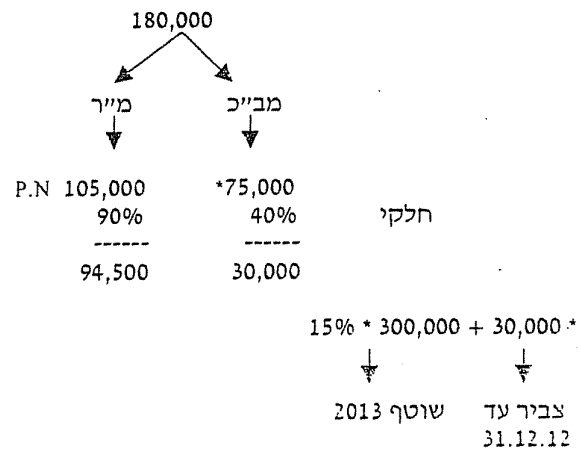 180,000
מ״ר מב״כ
P.N 105,000 *75,000
90% 40% חלקי
------ ------
94,500 30,000
15% * 300,000 + 30,000 *
שוטף 2013 צביר עד
31.12.12